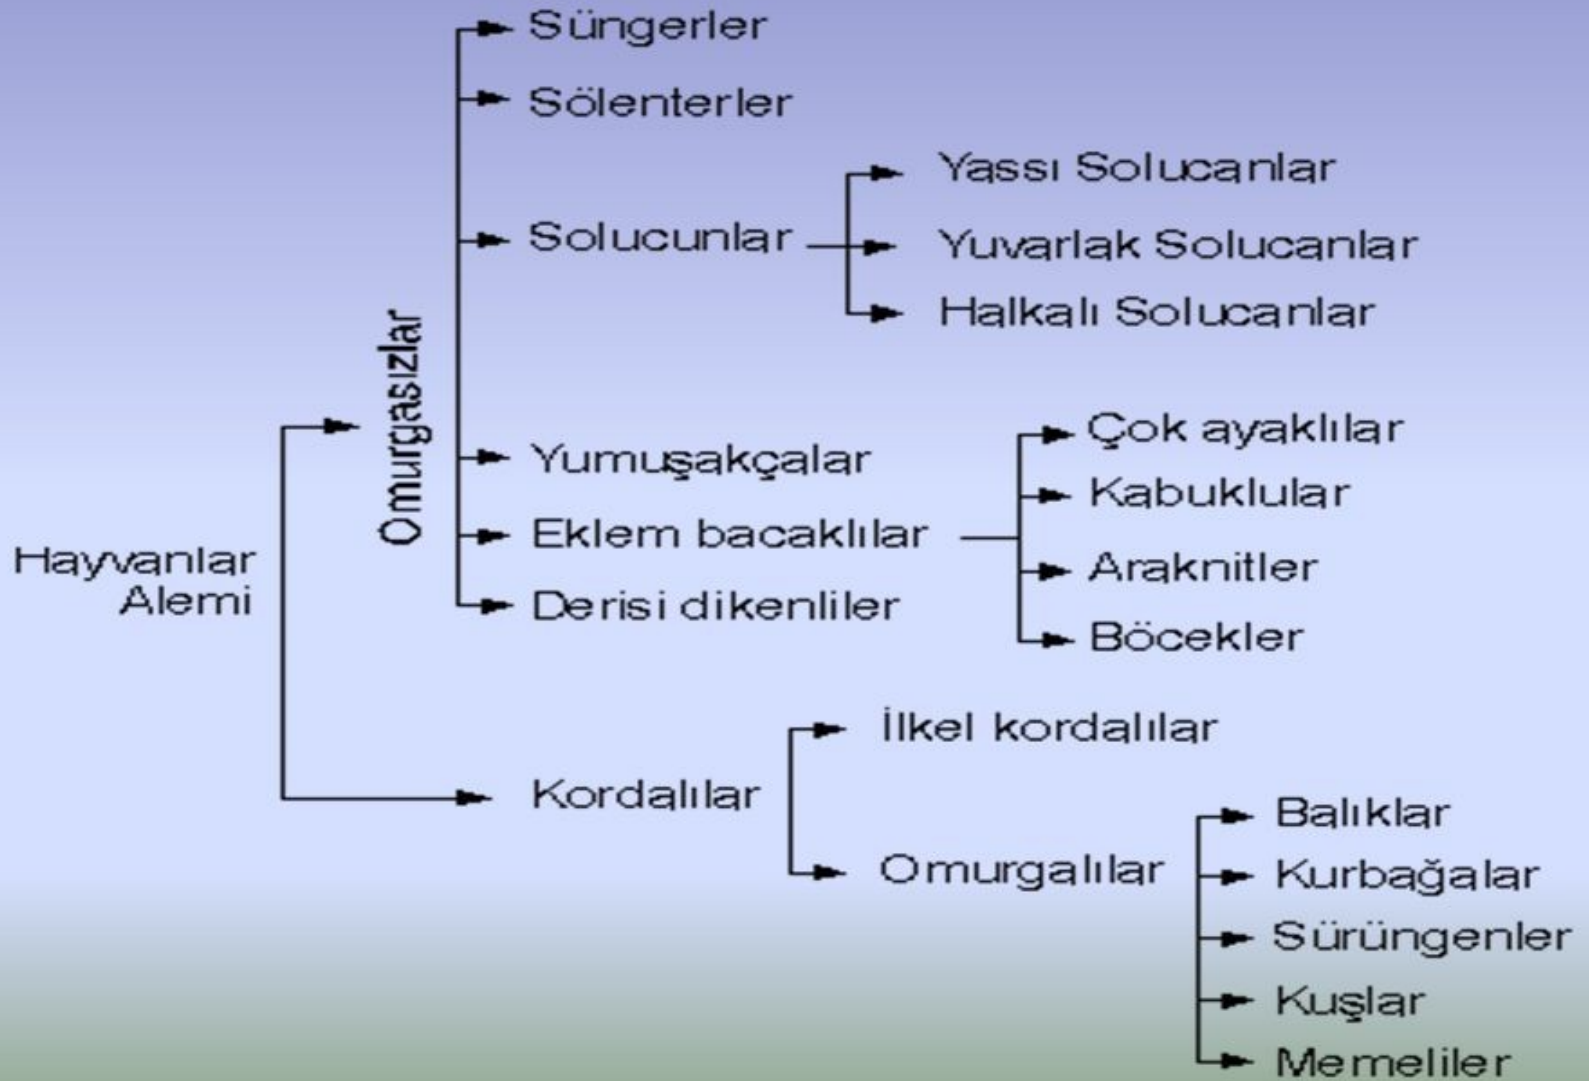 Süngerler
Sölenterler
Solucunlar
Yassı Solucanlar
Yuvarlak Solucanlar
Halkalı Solucanlar
Omurgasızlar
Yumuşakçalar
Eklem bacaklılar
Derisi dikenliler
Çok ayaklılar
Kabuklular
Araknitler
Böcekler
Hayvanlar
Alemi
Kordalılar
İlkel kordalılar
Omurgalılar
Balıklar
Kurbağalar
Sürüngenler
Kuşlar
Memeliler